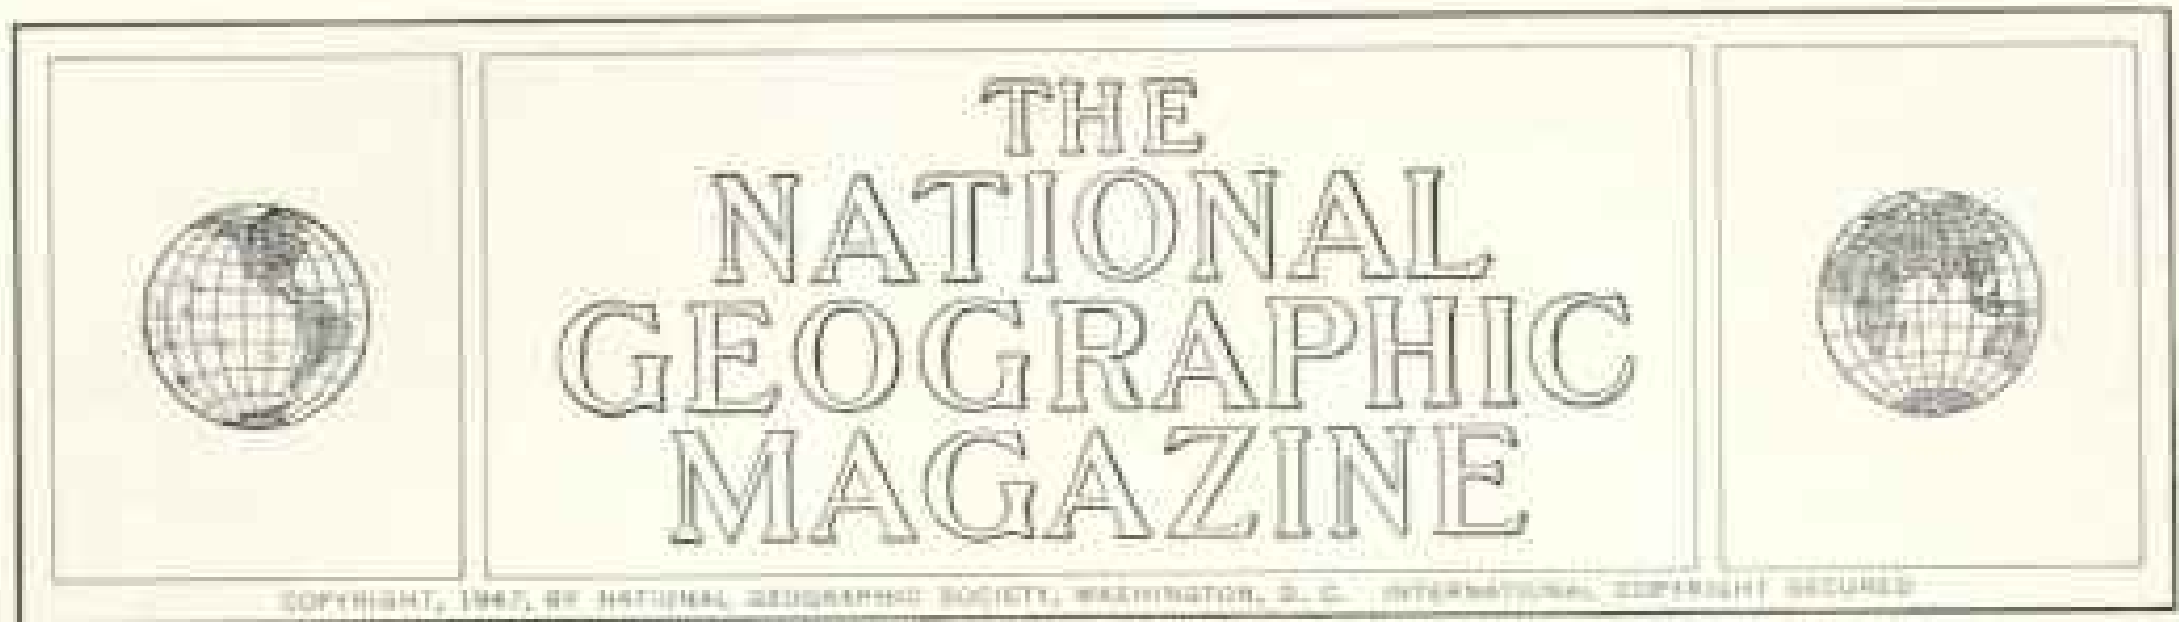 THE
NATIONAL
GEOGRAPHIC
MAGAZINE
COPYRIGHT, 1947, BY NATIONAL GEOGRAPHIC SOCIETY, WASHINGTON, D. C. INTERNATIONAL COPYRIGHT SECURED